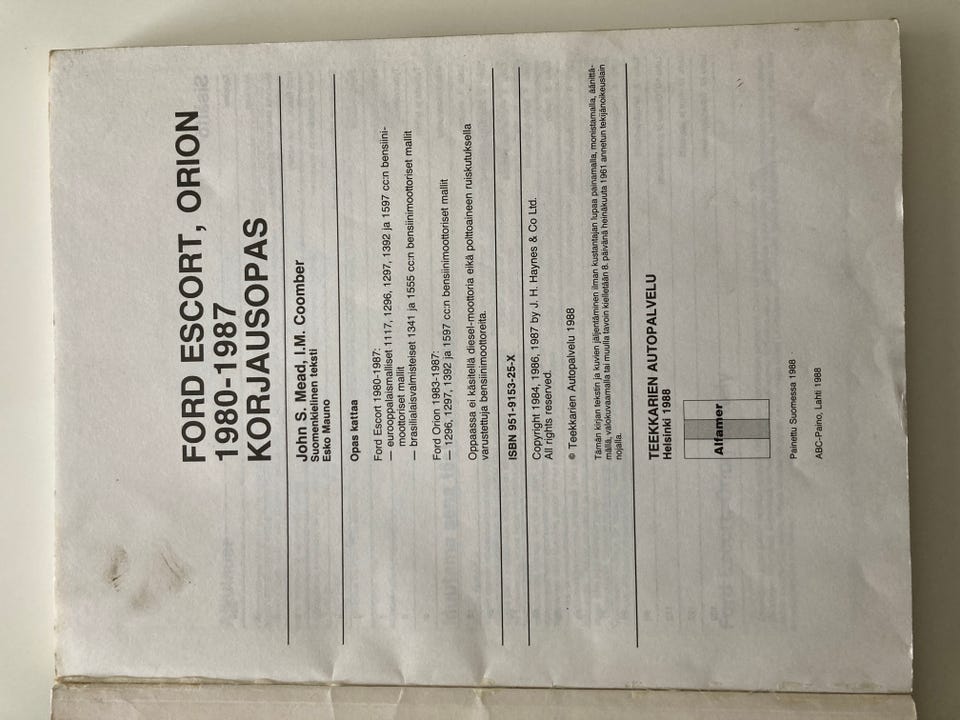 FORD ESCORT, ORION
1980-1987
KORJAUSOPAS
John S. Mead, I.M. Coomber
Suomenkielinen teksti
Esko Mauno
Opas kattaa
Ford Escort 1980-1987:
— eurooppalaismalliset 1117, 1296, 1297, 1392 ja 1597 cc:n bensiini-
moottoriset mallit
— brasilialaisvalmisteiset 1341 ja 1555 cc:n bensiinimoottoriset mallit
Ford Orion 1983-1987:
— 1296, 1297, 1392 ja 1597 cc:n bensiinimoottoriset mallit
Oppaassa ei käsitellä diesel-moottoria eikä polttoaineen ruiskutuksella
varustettuja bensiinimoottoreita.
ISBN 951-9153-25-X
Copyright 1984, 1986, 1987 by J. H. Haynes & Co Ltd.
All rights reserved.
© Teekkarien Autopalvelu 1988
Tämän kirjan tekstin ja kuvien jäljentäminen ilman kustantajan lupaa painamalla, monistamalla, äänittä-
mällä, valokuvaamalla tai muulla tavoin kielletään 8. päivänä heinäkuuta 1961 annetun tekijänoikeuslain
nojalla.
TEEKKARIEN AUTOPALVELU
Helsinki 1988
Alfamer
Painettu Suomessa 1988
ABC-Paino, Lahti 1988